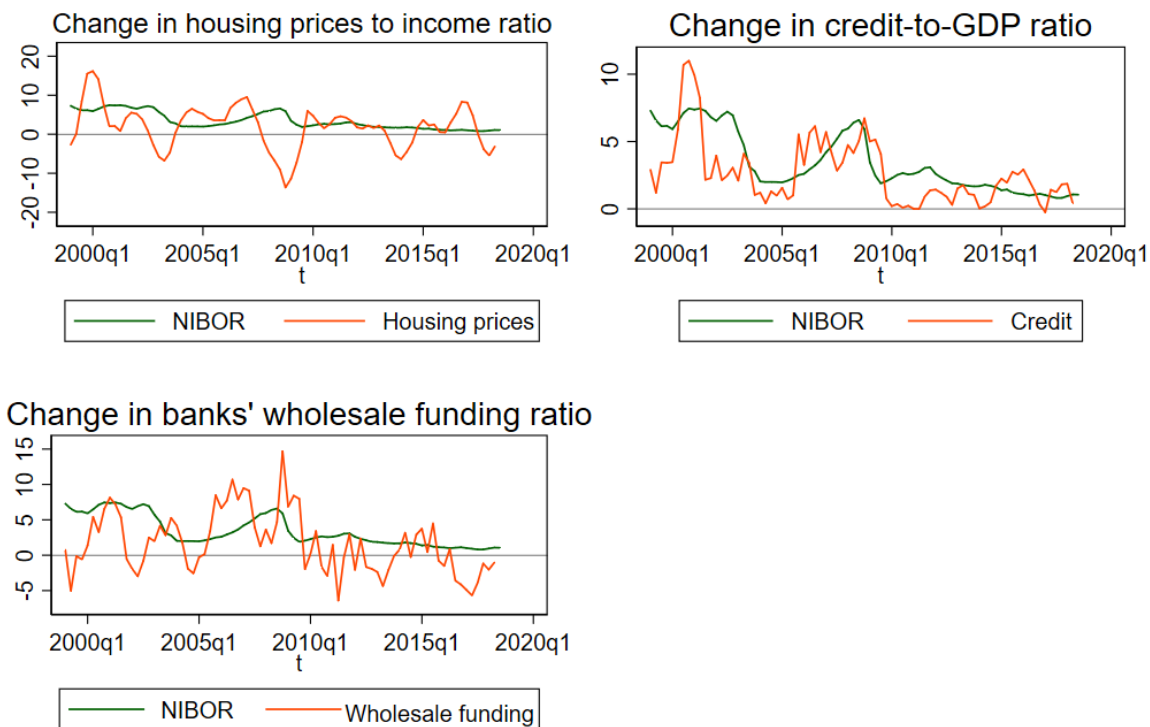 Change in housing prices to income ratio
20
10
0
-10
-20
2000q1 2005q1 2010q1 2015q1 2020q1
t
NIBOR Housing prices
Change in credit-to-GDP ratio
10
5
0
2000q1 2005q1 2010q1 2015q1 2020q1
t
NIBOR Credit
Change in banks' wholesale funding ratio
15
10
5
0
-5
2000q1 2005q1 2010q1 2015q1 2020q1
t
NIBOR Wholesale funding